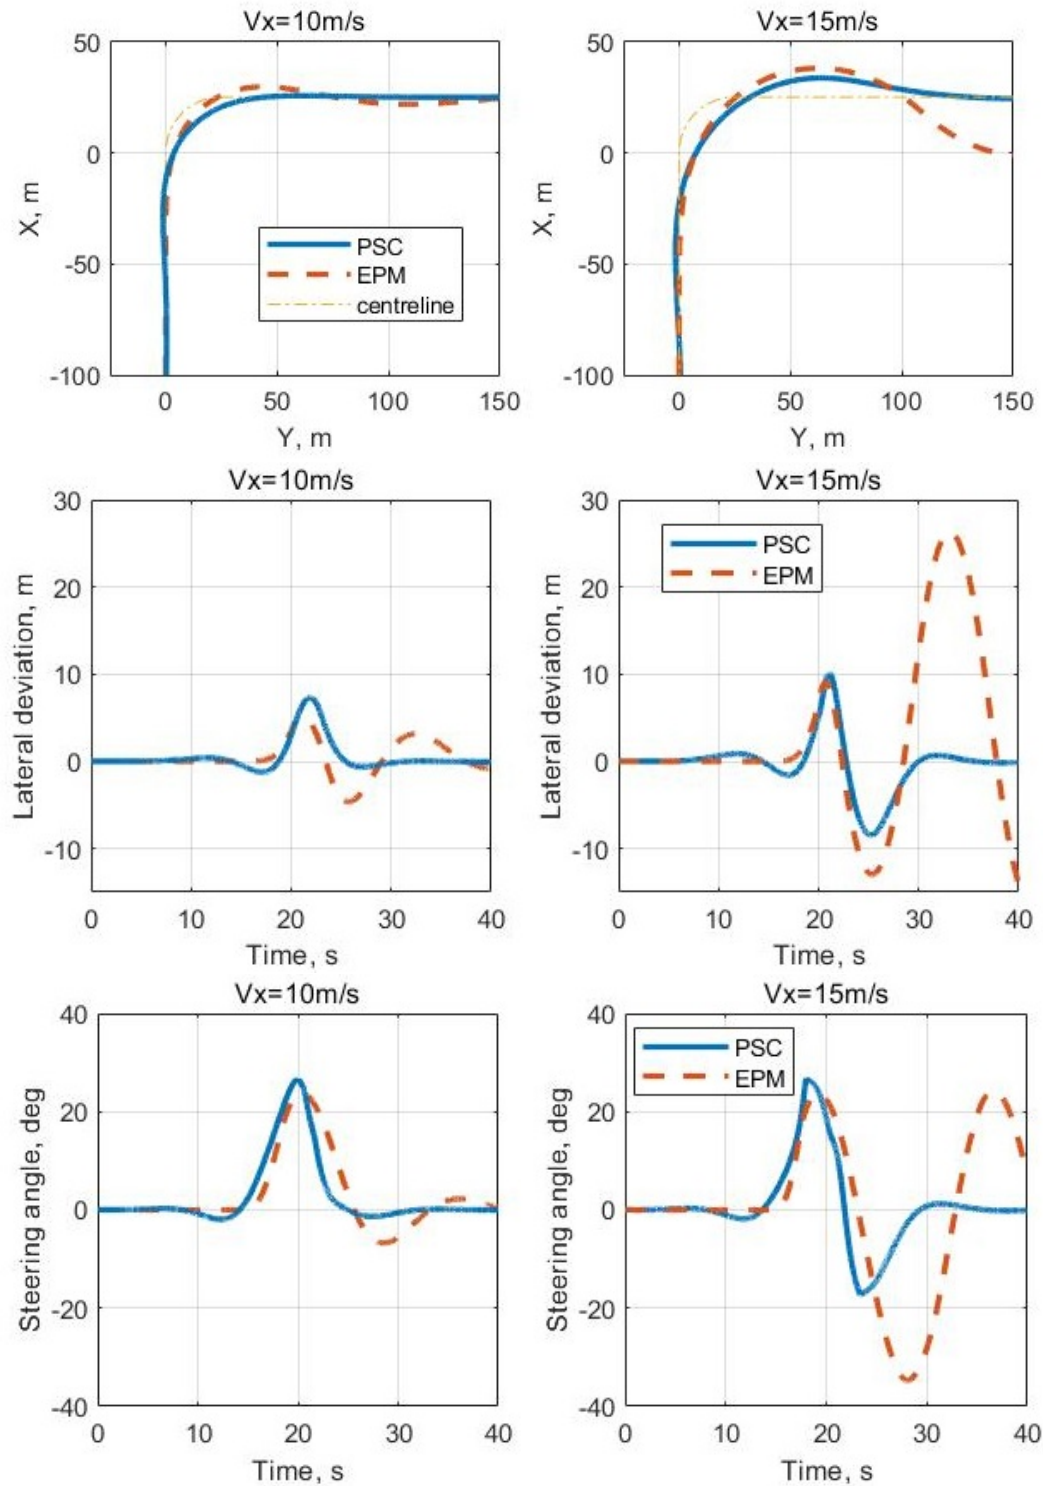 Vx=10m/s
50
0
-50
-100
X, m
PSC
EPM
centreline
0 50 100 150
Y, m
Vx=15m/s
50
0
-50
-100
X, m
0 50 100 150
Y, m
Vx=10m/s
30
20
10
0
-10
Lateral deviation, m
0 10 20 30 40
Time, s
Vx=15m/s
30
20
10
0
-10
Lateral deviation, m
PSC
EPM
0 10 20 30 40
Time, s
Vx=10m/s
40
20
0
-20
-40
Steering angle, deg
0 10 20 30 40
Time, s
Vx=15m/s
40
20
0
-20
-40
Steering angle, deg
PSC
EPM
0 10 20 30 40
Time, s